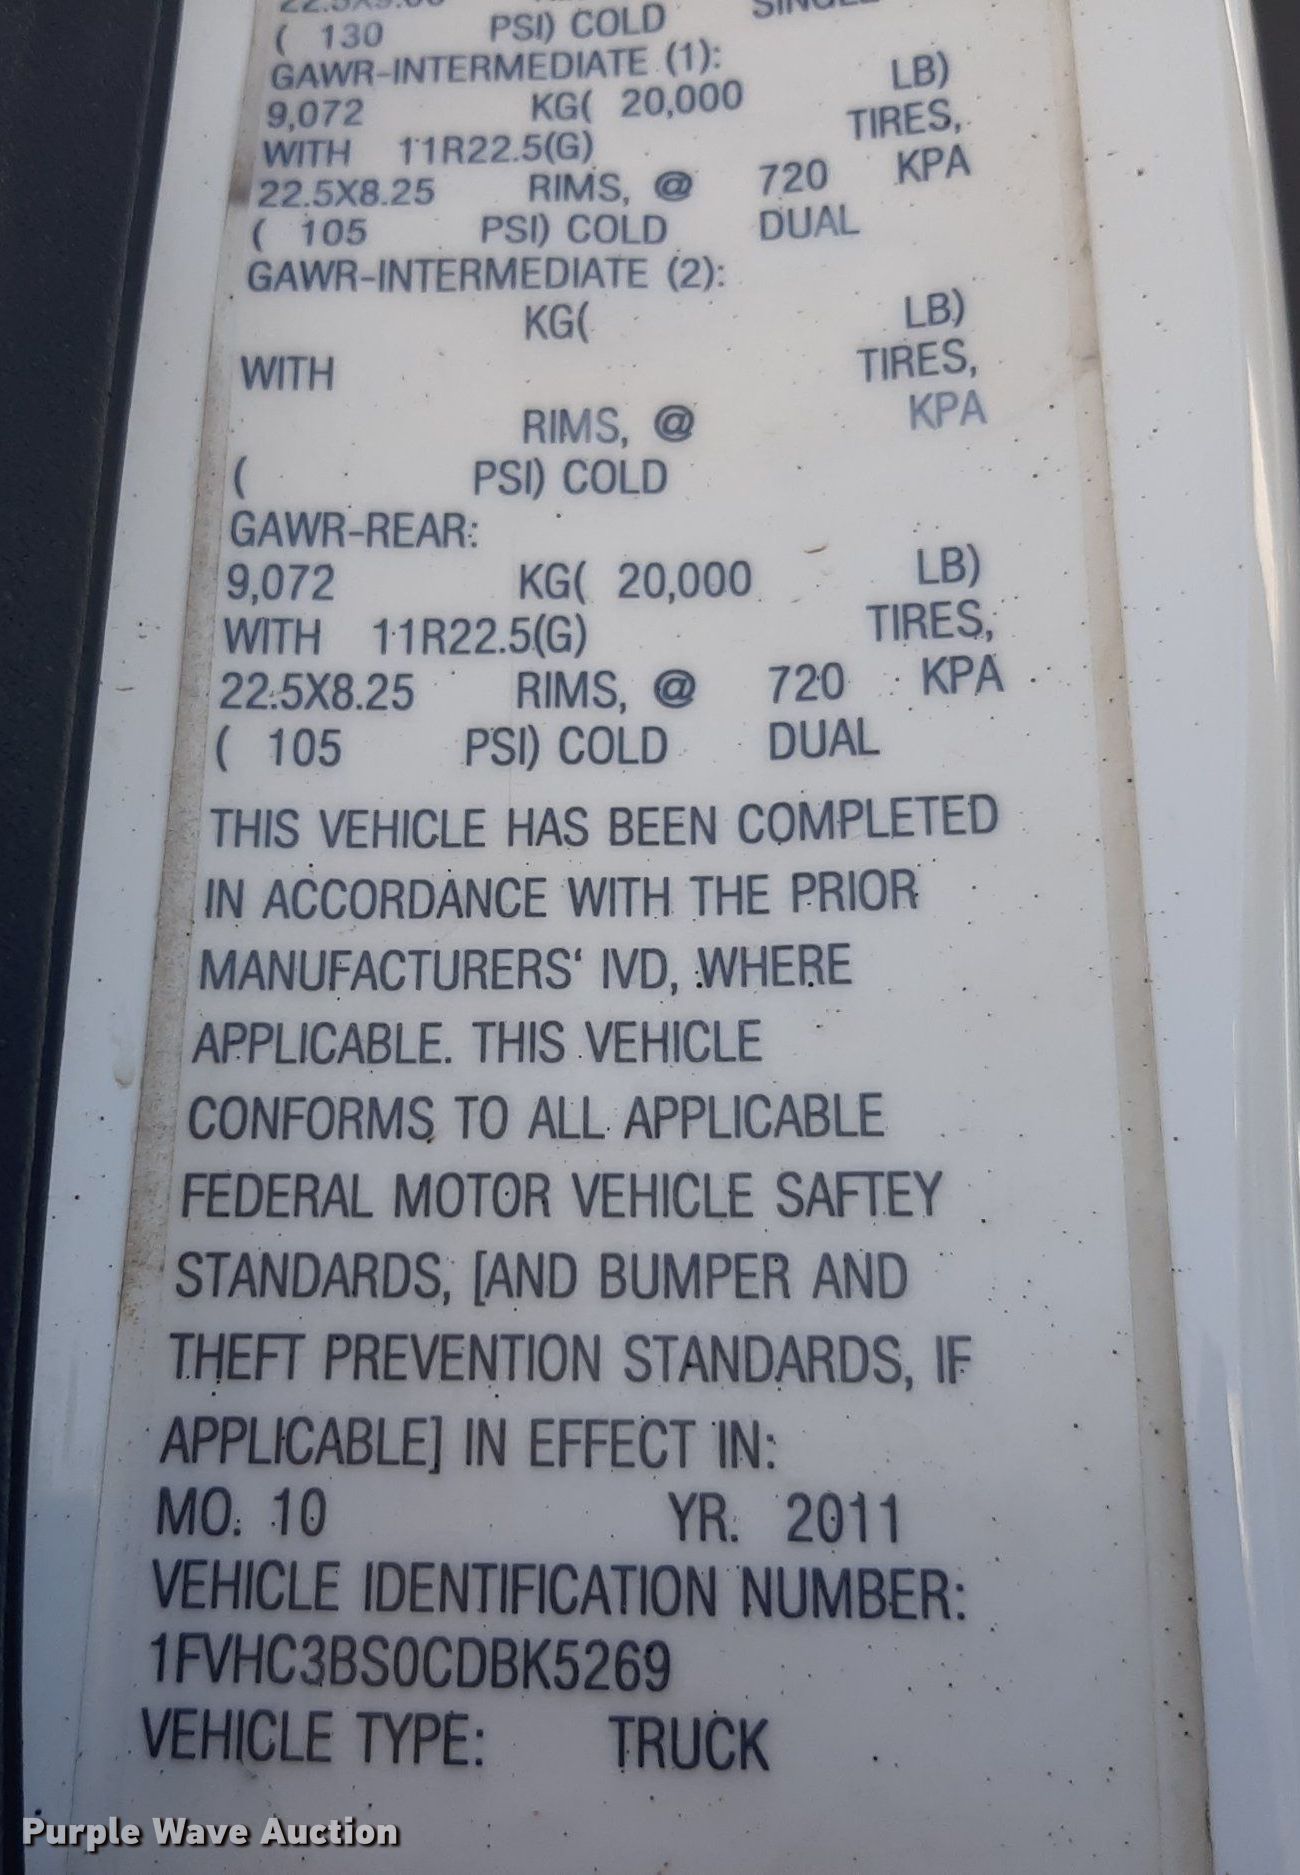 ( 130 PSI) COLD SINGLE
GAWR-INTERMEDIATE (1):
9,072 KG( 20,000 LB)
WITH 11R22.5(G) TIRES,
22.5X8.25 RIMS, @ 720 KPA
( 105 PSI) COLD DUAL
GAWR-INTERMEDIATE (2):
KG( LB)
WITH TIRES,
RIMS, @ KPA
( PSI) COLD
GAWR-REAR:
9,072 KG( 20,000 LB)
WITH 11R22.5(G) TIRES,
22.5X8.25 RIMS, @ 720 KPA
( 105 PSI) COLD DUAL
THIS VEHICLE HAS BEEN COMPLETED
IN ACCORDANCE WITH THE PRIOR
MANUFACTURERS' IVD, WHERE
APPLICABLE. THIS VEHICLE
CONFORMS TO ALL APPLICABLE
FEDERAL MOTOR VEHICLE SAFTEY
STANDARDS, [AND BUMPER AND
THEFT PREVENTION STANDARDS, IF
APPLICABLE] IN EFFECT IN:
MO. 10 YR. 2011
VEHICLE IDENTIFICATION NUMBER:
1FVHC3BS0CDBK5269
VEHICLE TYPE: TRUCK
Purple Wave Auction